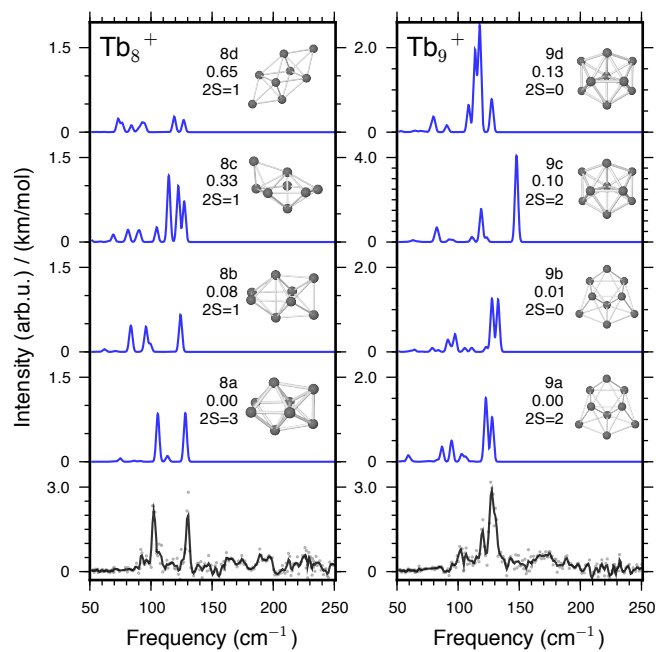 Intensity (arb.u.) / (km/mol)
Tb8+
8d
0.65
2S=1
1.5
0
8c
0.33
2S=1
1.5
0
8b
0.08
2S=1
1.5
0
8a
0.00
2S=3
1.5
0
3.0
0
50 100 150 200 250
Frequency (cm−1)
Tb9+
9d
0.13
2S=0
2.0
0
9c
0.10
2S=2
4.0
0
9b
0.01
2S=0
2.0
0
9a
0.00
2S=2
2.0
0
3.0
0
50 100 150 200 250
Frequency (cm−1)